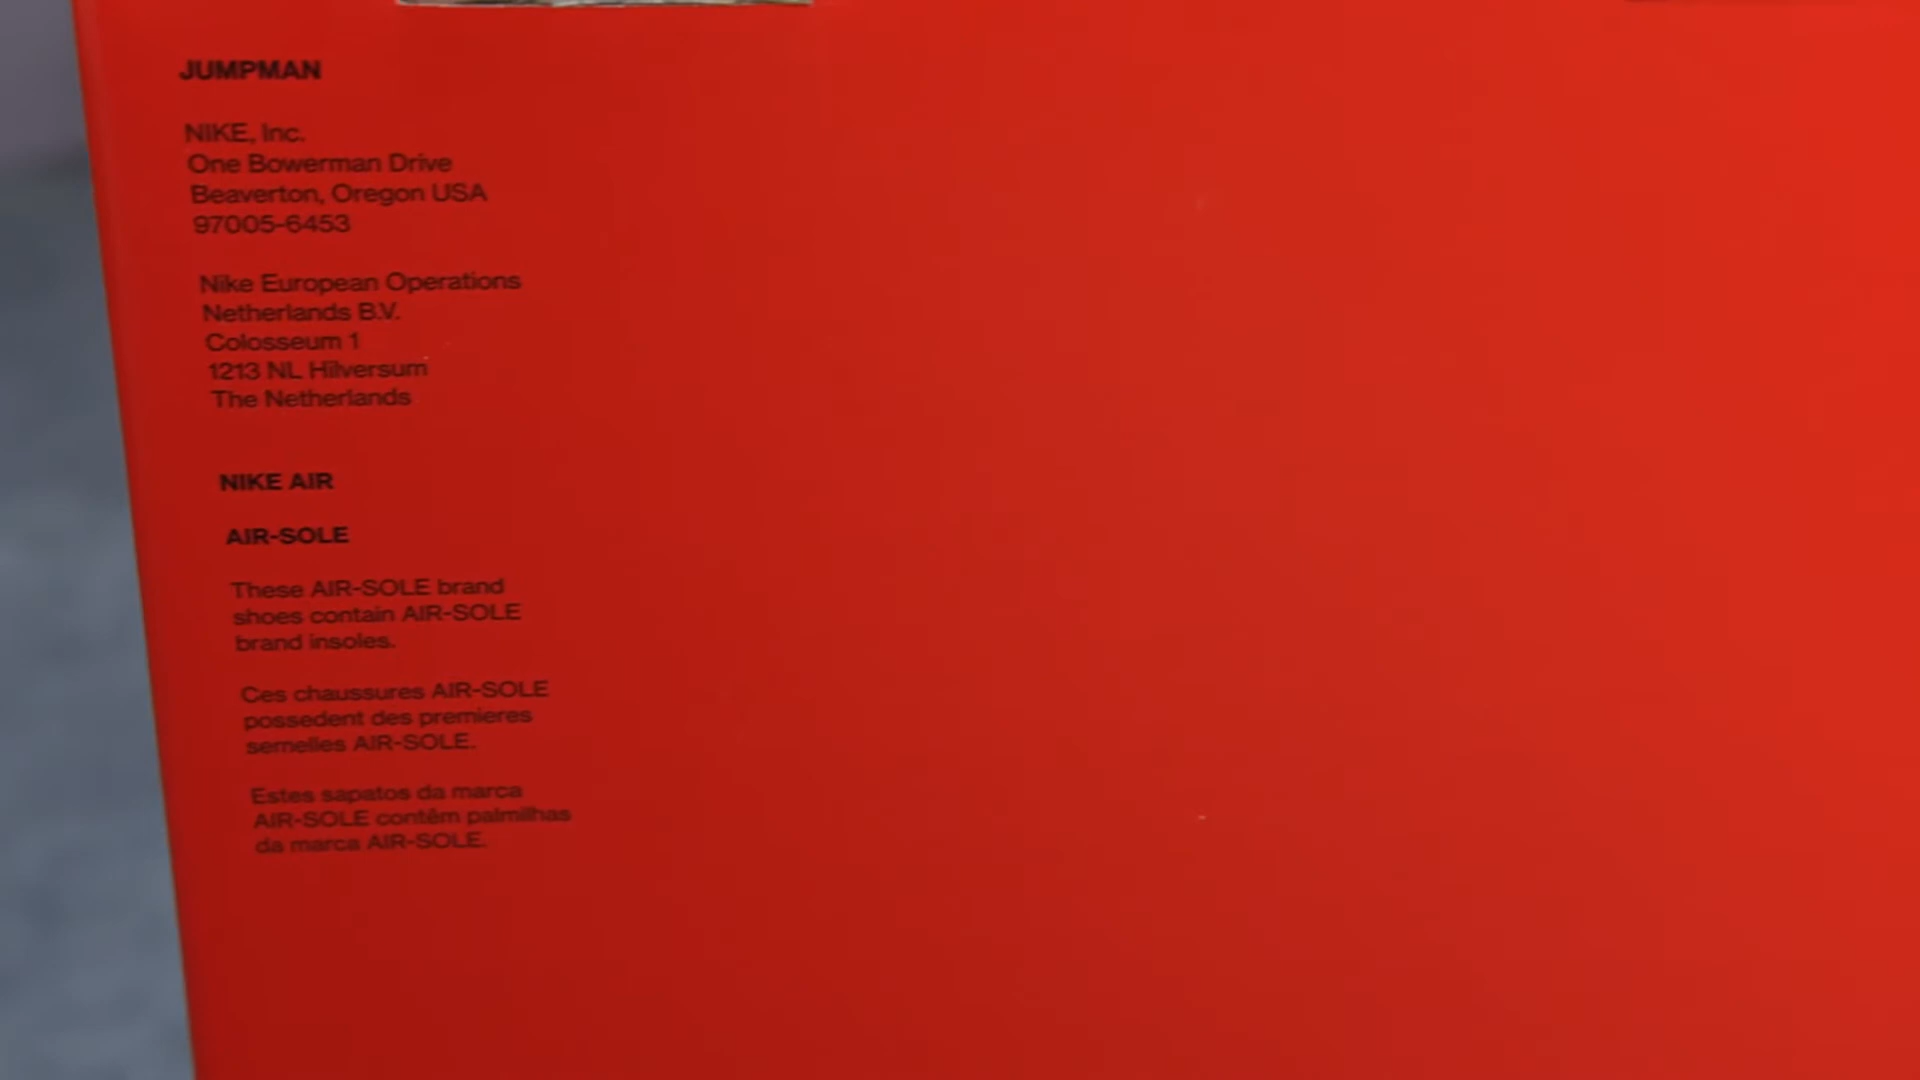 JUMPMAN
NIKE, Inc.
One Bowerman Drive
Beaverton, Oregon USA
97005-6453
Nike European Operations
Netherlands B.V.
Colosseum 1
1213 NL Hilversum
The Netherlands
NIKE AIR
AIR-SOLE
These AIR-SOLE brand
shoes contain AIR-SOLE
brand insoles.
Ces chaussures AIR-SOLE
possedent des premieres
semelles AIR-SOLE.
Estes sapatos da marca
AIR-SOLE contêm palmilhas
da marca AIR-SOLE.